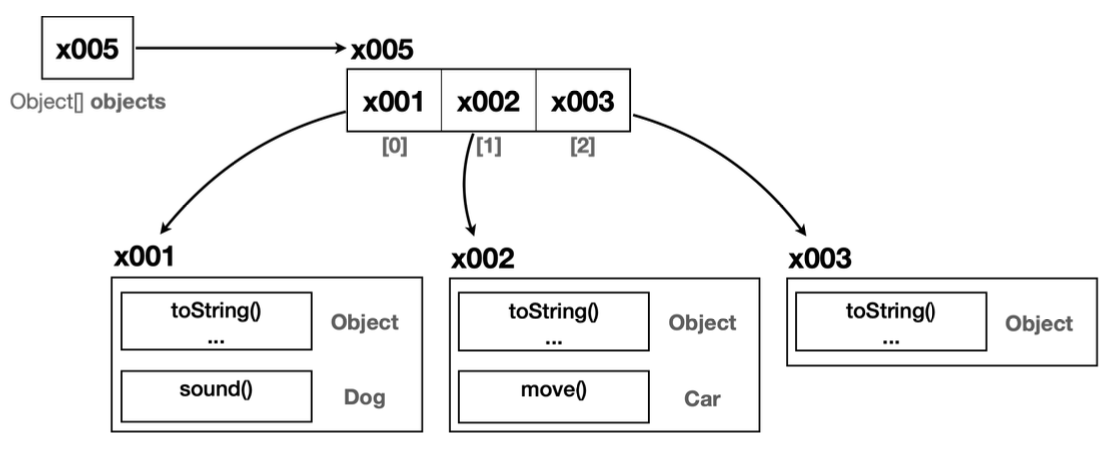 x005
Object[] objects
x005
x001 x002 x003
[0] [1] [2]
x001
toString()
...
Object
sound()
Dog
x002
toString()
...
Object
move()
Car
x003
toString()
...
Object